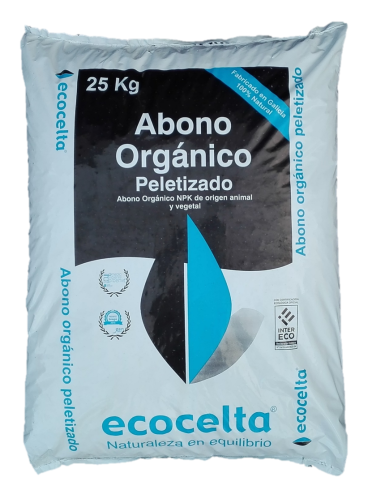 25 Kg
Fabricado en Galicia
100% Natural
ecocelta
Abono orgánico peletizado
Abono
Orgánico
Peletizado
Abono Orgánico NPK de origen animal
y vegetal
Abono orgánico peletizado
INTER
ECO
ecocelta®
Naturaleza en equilibrio
ecocelta